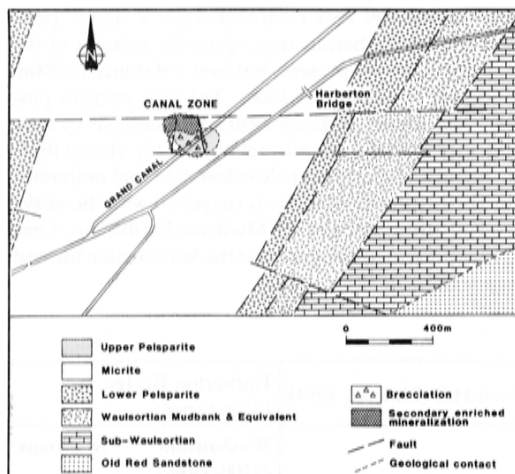 N
CANAL ZONE
Harberton
Bridge
GRAND CANAL
0 400m
Upper Pelsparite
Micrite
Lower Pelsparite
Waulsortian Mudbank & Equivalent
Sub-Waulsortian
Old Red Sandstone
Brecciation
Secondary enriched
mineralization
Fault
Geological contact